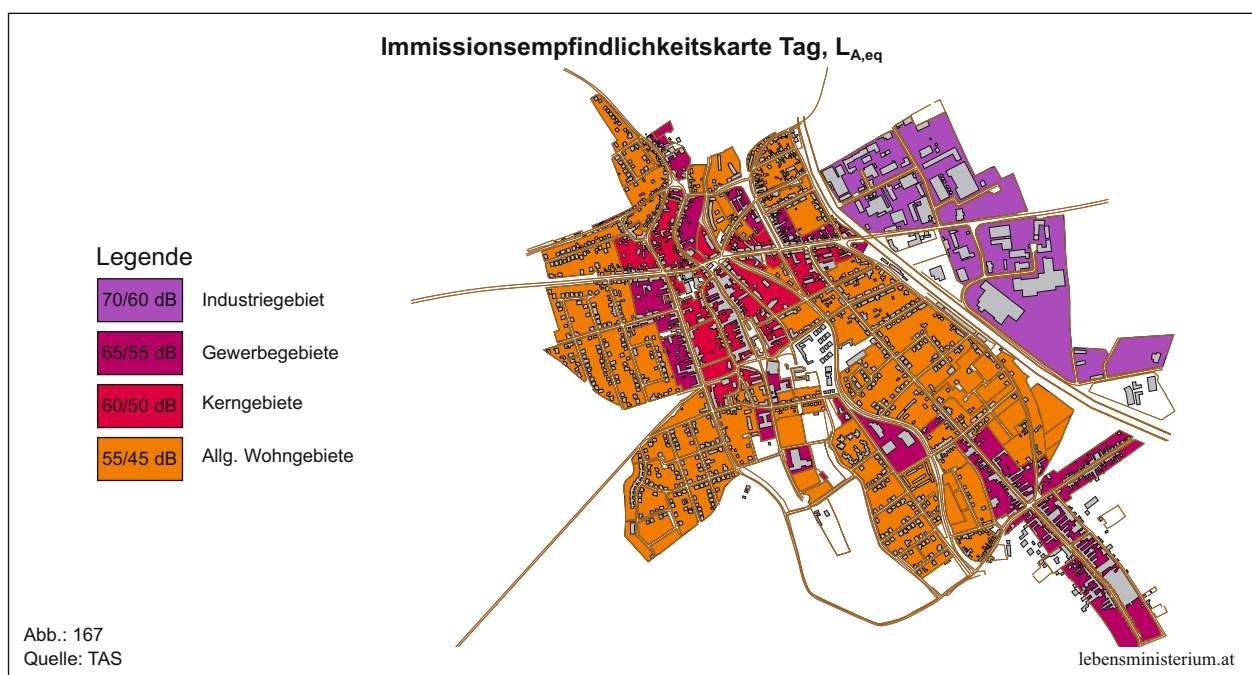 Immissionsempfindlichkeitskarte Tag, L_A,eq
Legende
70/60 dB Industriegebiet
65/55 dB Gewerbegebiete
60/50 dB Kerngebiete
55/45 dB Allg. Wohngebiete
Abb.: 167
Quelle: TAS
lebensministerium.at